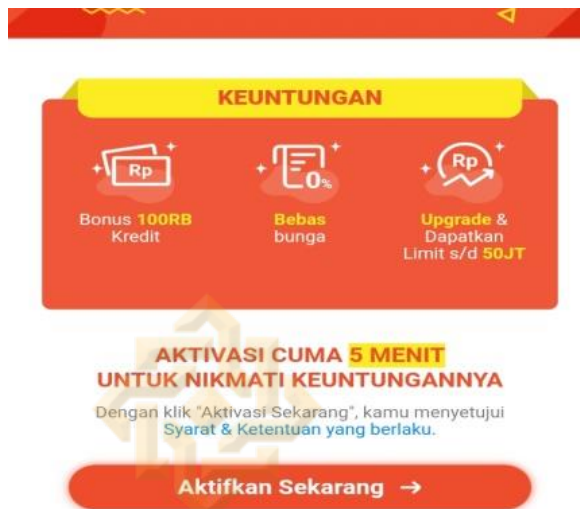 KEUNTUNGAN
Rp
0%
Rp
Bonus 100RB
Kredit
Bebas
bunga
Upgrade &
Dapatkan
Limit s/d 50JT
AKTIVASI CUMA 5 MENIT
UNTUK NIKMATI KEUNTUNGANNYA
Dengan klik "Aktivasi Sekarang", kamu menyetujui
Syarat & Ketentuan yang berlaku.
Aktifkan Sekarang →